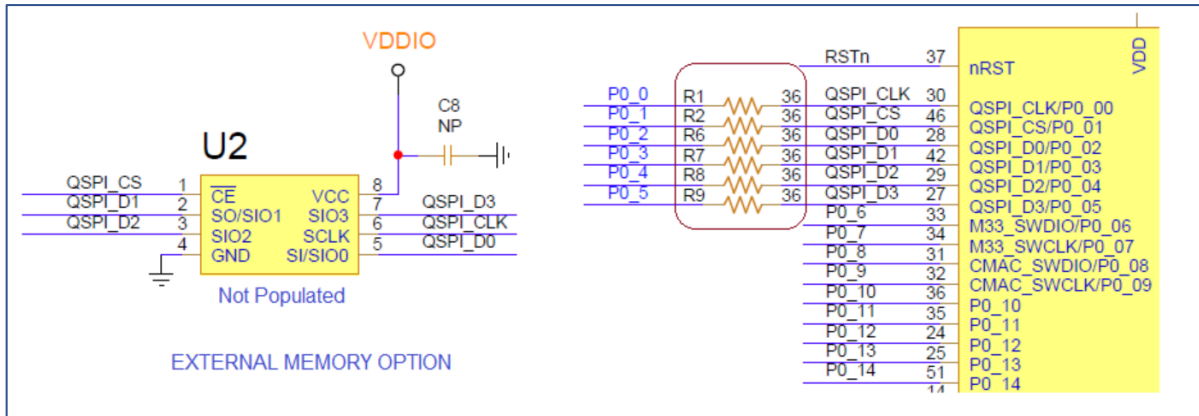 VDDIO
C8
NP
U2
QSPI_CS 1 CE VCC 8
QSPI_D1 2 SO/SIO1 SIO3 7 QSPI_D3
QSPI_D2 3 SIO2 SCLK 6 QSPI_CLK
4 GND SI/SIO0 5 QSPI_D0
Not Populated
EXTERNAL MEMORY OPTION
VDD
RSTn 37 nRST
P0_0 R1 36 QSPI_CLK 30 QSPI_CLK/P0_00
P0_1 R2 36 QSPI_CS 46 QSPI_CS/P0_01
P0_2 R6 36 QSPI_D0 28 QSPI_D0/P0_02
P0_3 R7 36 QSPI_D1 42 QSPI_D1/P0_03
P0_4 R8 36 QSPI_D2 29 QSPI_D2/P0_04
P0_5 R9 36 QSPI_D3 27 QSPI_D3/P0_05
P0_6 33 M33_SWDIO/P0_06
P0_7 34 M33_SWCLK/P0_07
P0_8 31 CMAC_SWDIO/P0_08
P0_9 32 CMAC_SWCLK/P0_09
P0_10 36 P0_10
P0_11 35 P0_11
P0_12 24 P0_12
P0_13 25 P0_13
P0_14 51 P0_14